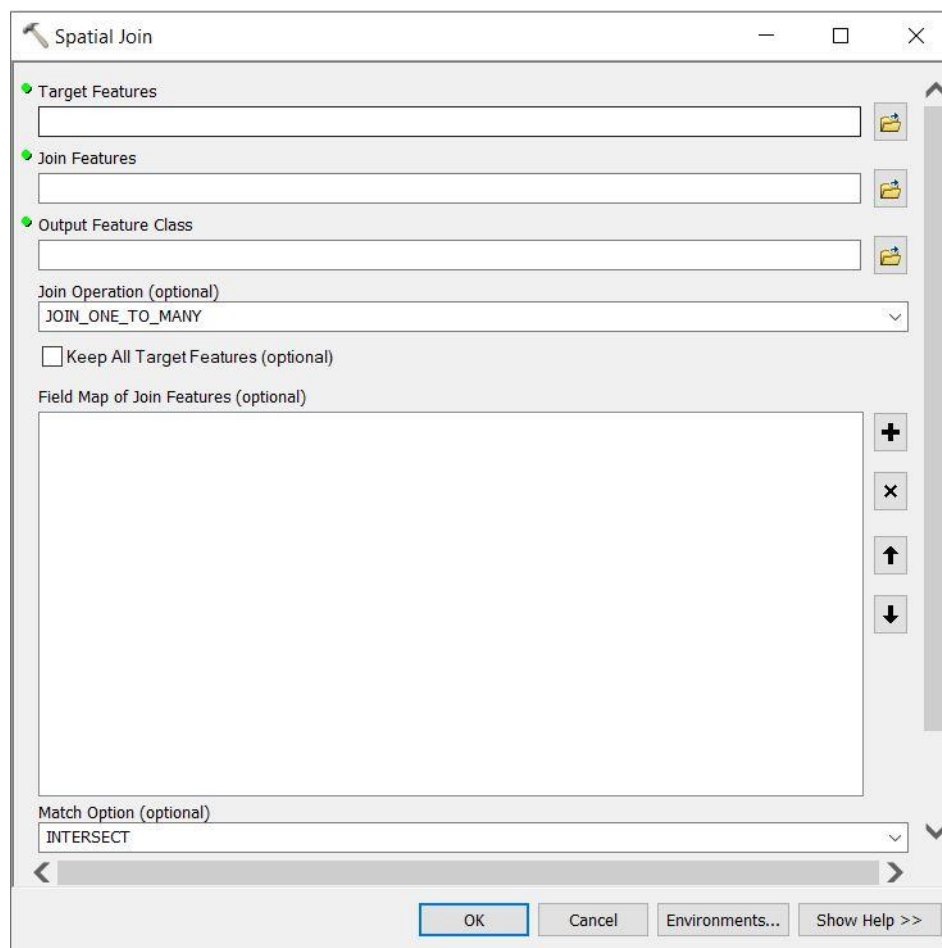 Spatial Join
Target Features
Join Features
Output Feature Class
Join Operation (optional)
JOIN_ONE_TO_MANY
Keep All Target Features (optional)
Field Map of Join Features (optional)
Match Option (optional)
INTERSECT
OK Cancel Environments... Show Help >>